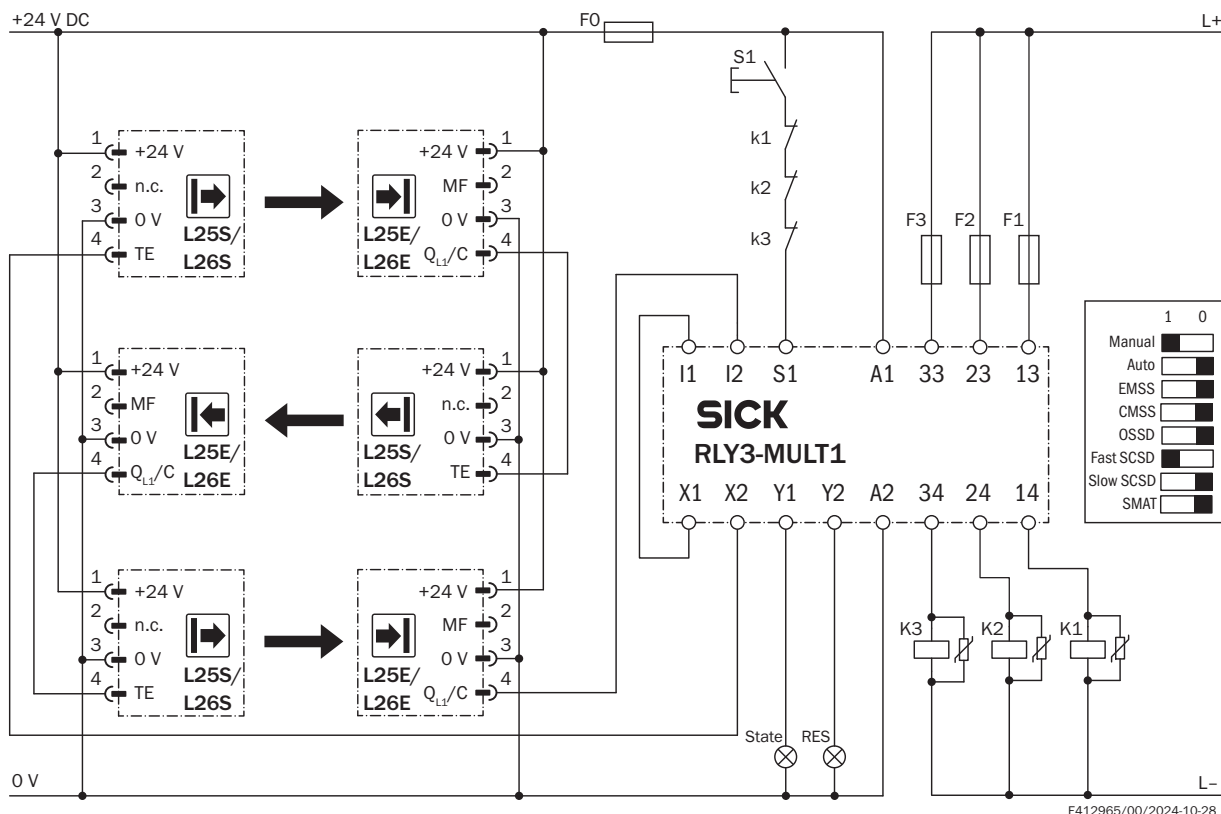 +24 V DC
F0
L+
S1
k1
k2
k3
F3
F2
F1
1
+24 V
2
n.c.
3
0 V
4
TE
L25S/
L26S
1
+24 V
2
MF
3
0 V
4
QL1/C
L25E/
L26E
1
+24 V
2
MF
3
0 V
4
QL1/C
L25E/
L26E
1
+24 V
2
n.c.
3
0 V
4
TE
L25S/
L26S
1
+24 V
2
n.c.
3
0 V
4
TE
L25S/
L26S
1
+24 V
2
MF
3
0 V
4
QL1/C
L25E/
L26E
I1 I2 S1 A1 33 23 13
SICK
RLY3-MULT1
X1 X2 Y1 Y2 A2 34 24 14
1 0
Manual
Auto
EMSS
CMSS
OSSD
Fast SCSD
Slow SCSD
SMAT
K3
K2
K1
State
RES
0 V
L–
E412965/00/2024-10-28